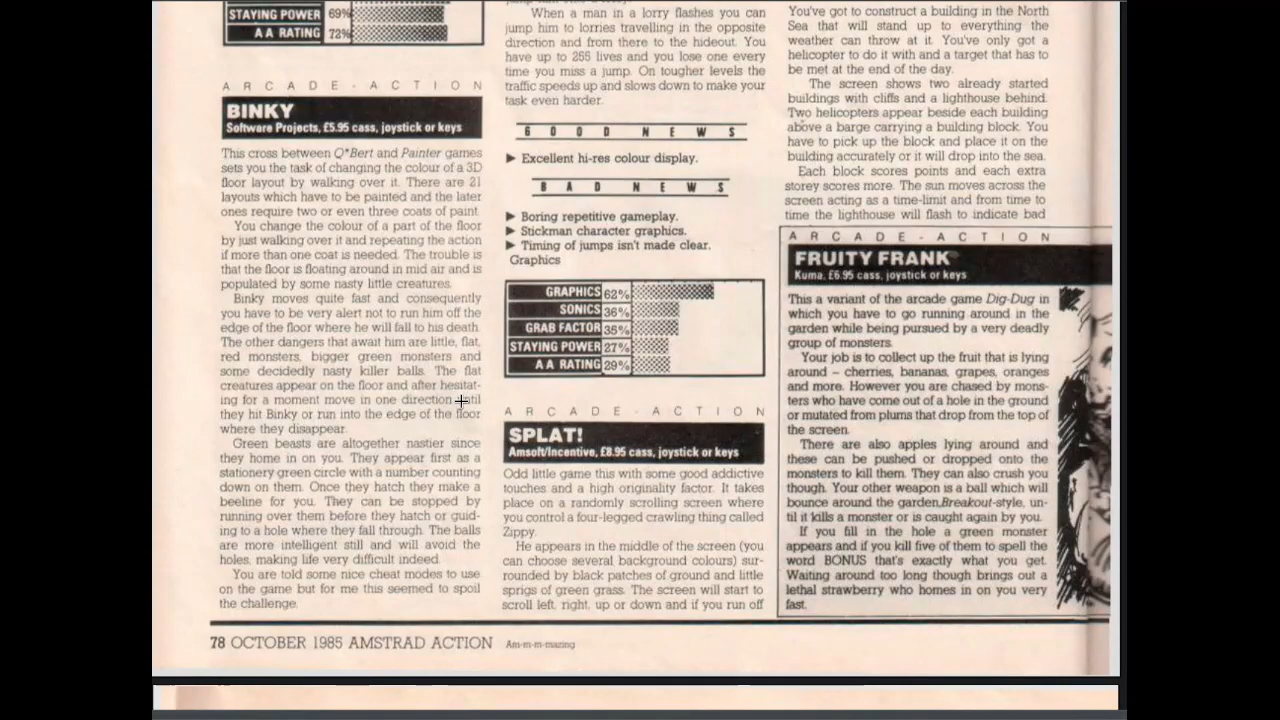 STAYING POWER 69%
AA RATING 72%
ARCADE-ACTION
BINKY
Software Projects, £5.95 cass, joystick or keys
This cross between Q*Bert and Painter games
sets you the task of changing the colour of a 3D
floor layout by walking over it. There are 21
layouts which have to be painted and the later
ones require two or even three coats of paint.
You change the colour of a part of the floor
by just walking over it and repeating the action
if more than one coat is needed. The trouble is
that the floor is floating around in mid air and is
populated by some nasty little creatures.
Binky moves quite fast and consequently
you have to be very alert not to run him off the
edge of the floor where he will fall to his death.
The other dangers that await him are little, flat,
red monsters, bigger green monsters and
some decidedly nasty killer balls. The flat
creatures appear on the floor and after hesitat-
ing for a moment move in one direction until
they hit Binky or run into the edge of the floor
where they disappear.
Green beasts are altogether nastier since
they home in on you. They appear first as a
stationery green circle with a number counting
down on them. Once they hatch they make a
beeline for you. They can be stopped by
running over them before they hatch or guid-
ing to a hole where they fall through. The balls
are more intelligent still and will avoid the
holes, making life very difficult indeed.
You are told some nice cheat modes to use
on the game but for me this seemed to spoil
the challenge.
When a man in a lorry flashes you can
jump him to lorries travelling in the opposite
direction and from there to the hideout. You
have up to 255 lives and you lose one every
time you miss a jump. On tougher levels the
traffic speeds up and slows down to make your
task even harder.
GOOD NEWS
▶ Excellent hi-res colour display.
BAD NEWS
▶ Boring repetitive gameplay.
▶ Stickman character graphics.
▶ Timing of jumps isn't made clear.
Graphics
GRAPHICS 62%
SONICS 36%
GRAB FACTOR 35%
STAYING POWER 27%
AA RATING 29%
ARCADE-ACTION
SPLAT!
Amsoft/Incentive, £8.95 cass, joystick or keys
Odd little game this with some good addictive
touches and a high originality factor. It takes
place on a randomly scrolling screen where
you control a four-legged crawling thing called
Zippy.
He appears in the middle of the screen (you
can choose several background colours) sur-
rounded by black patches of ground and little
sprigs of green grass. The screen will start to
scroll left, right, up or down and if you run off
You've got to construct a building in the North
Sea that will stand up to everything the
weather can throw at it. You've only got a
helicopter to do it with and a target that has to
be met at the end of the day.
The screen shows two already started
buildings with cliffs and a lighthouse behind.
Two helicopters appear beside each building
above a barge carrying a building block. You
have to pick up the block and place it on the
building accurately or it will drop into the sea.
Each block scores points and each extra
storey scores more. The sun moves across the
screen acting as a time-limit and from time to
time the lighthouse will flash to indicate bad
ARCADE-ACTION
FRUITY FRANK
Kuma, £6.95 cass, joystick or keys
This a variant of the arcade game Dig-Dug in
which you have to go running around in the
garden while being pursued by a very deadly
group of monsters.
Your job is to collect up the fruit that is lying
around – cherries, bananas, grapes, oranges
and more. However you are chased by mons-
ters who have come out of a hole in the ground
or mutated from plums that drop from the top of
the screen.
There are also apples lying around and
these can be pushed or dropped onto the
monsters to kill them. They can also crush you
though. Your other weapon is a ball which will
bounce around the garden,Breakout-style, un-
til it kills a monster or is caught again by you.
If you fill in the hole a green monster
appears and if you kill five of them to spell the
word BONUS that's exactly what you get.
Waiting around too long though brings out a
lethal strawberry who homes in on you very
fast.
78 OCTOBER 1985 AMSTRAD ACTION Am-m-m-mazing